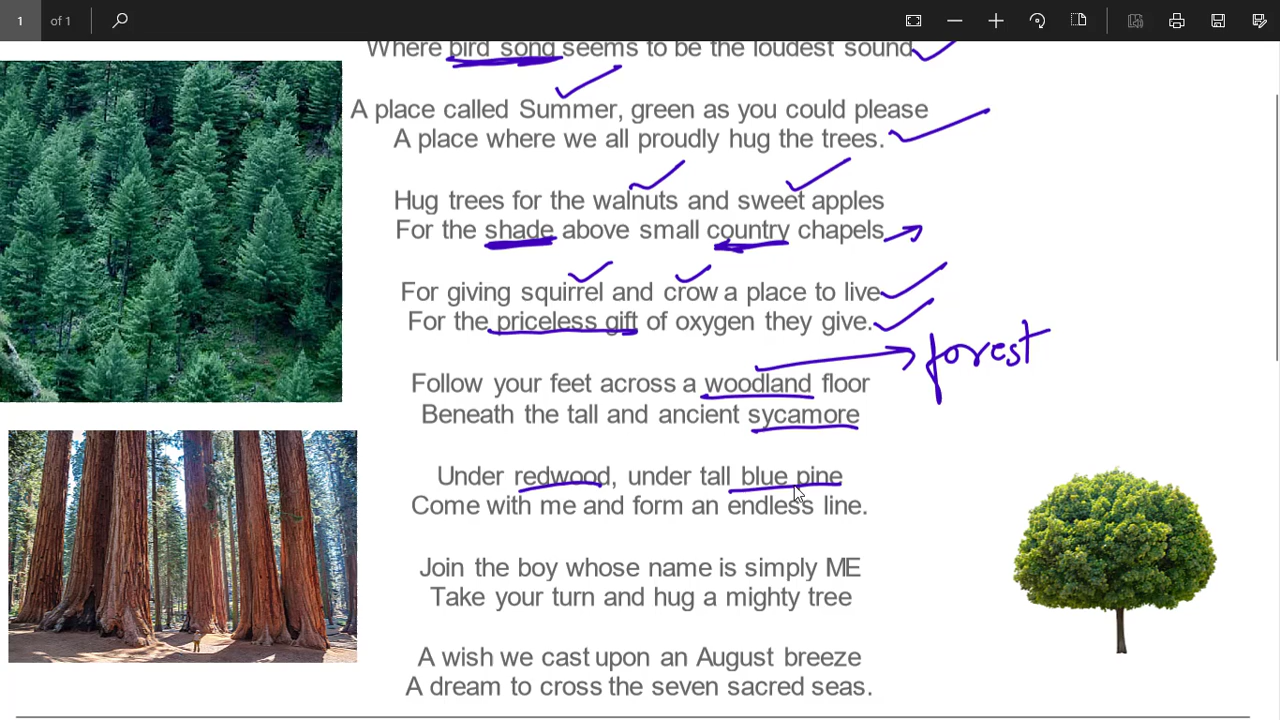 1 of 1
Where bird song seems to be the loudest sound
A place called Summer, green as you could please
A place where we all proudly hug the trees.
Hug trees for the walnuts and sweet apples
For the shade above small country chapels
For giving squirrel and crow a place to live
For the priceless gift of oxygen they give.
forest
Follow your feet across a woodland floor
Beneath the tall and ancient sycamore
Under redwood, under tall blue pine
Come with me and form an endless line.
Join the boy whose name is simply ME
Take your turn and hug a mighty tree
A wish we cast upon an August breeze
A dream to cross the seven sacred seas.